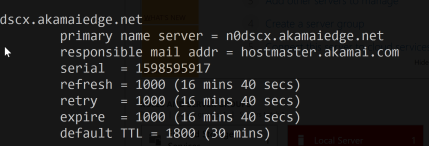 dscx.akamaiedge.net
primary name server = n0dscx.akamaiedge.net
responsible mail addr = hostmaster.akamai.com
serial = 1598595917
refresh = 1000 (16 mins 40 secs)
retry = 1000 (16 mins 40 secs)
expire = 1000 (16 mins 40 secs)
default TTL = 1800 (30 mins)
Local Server